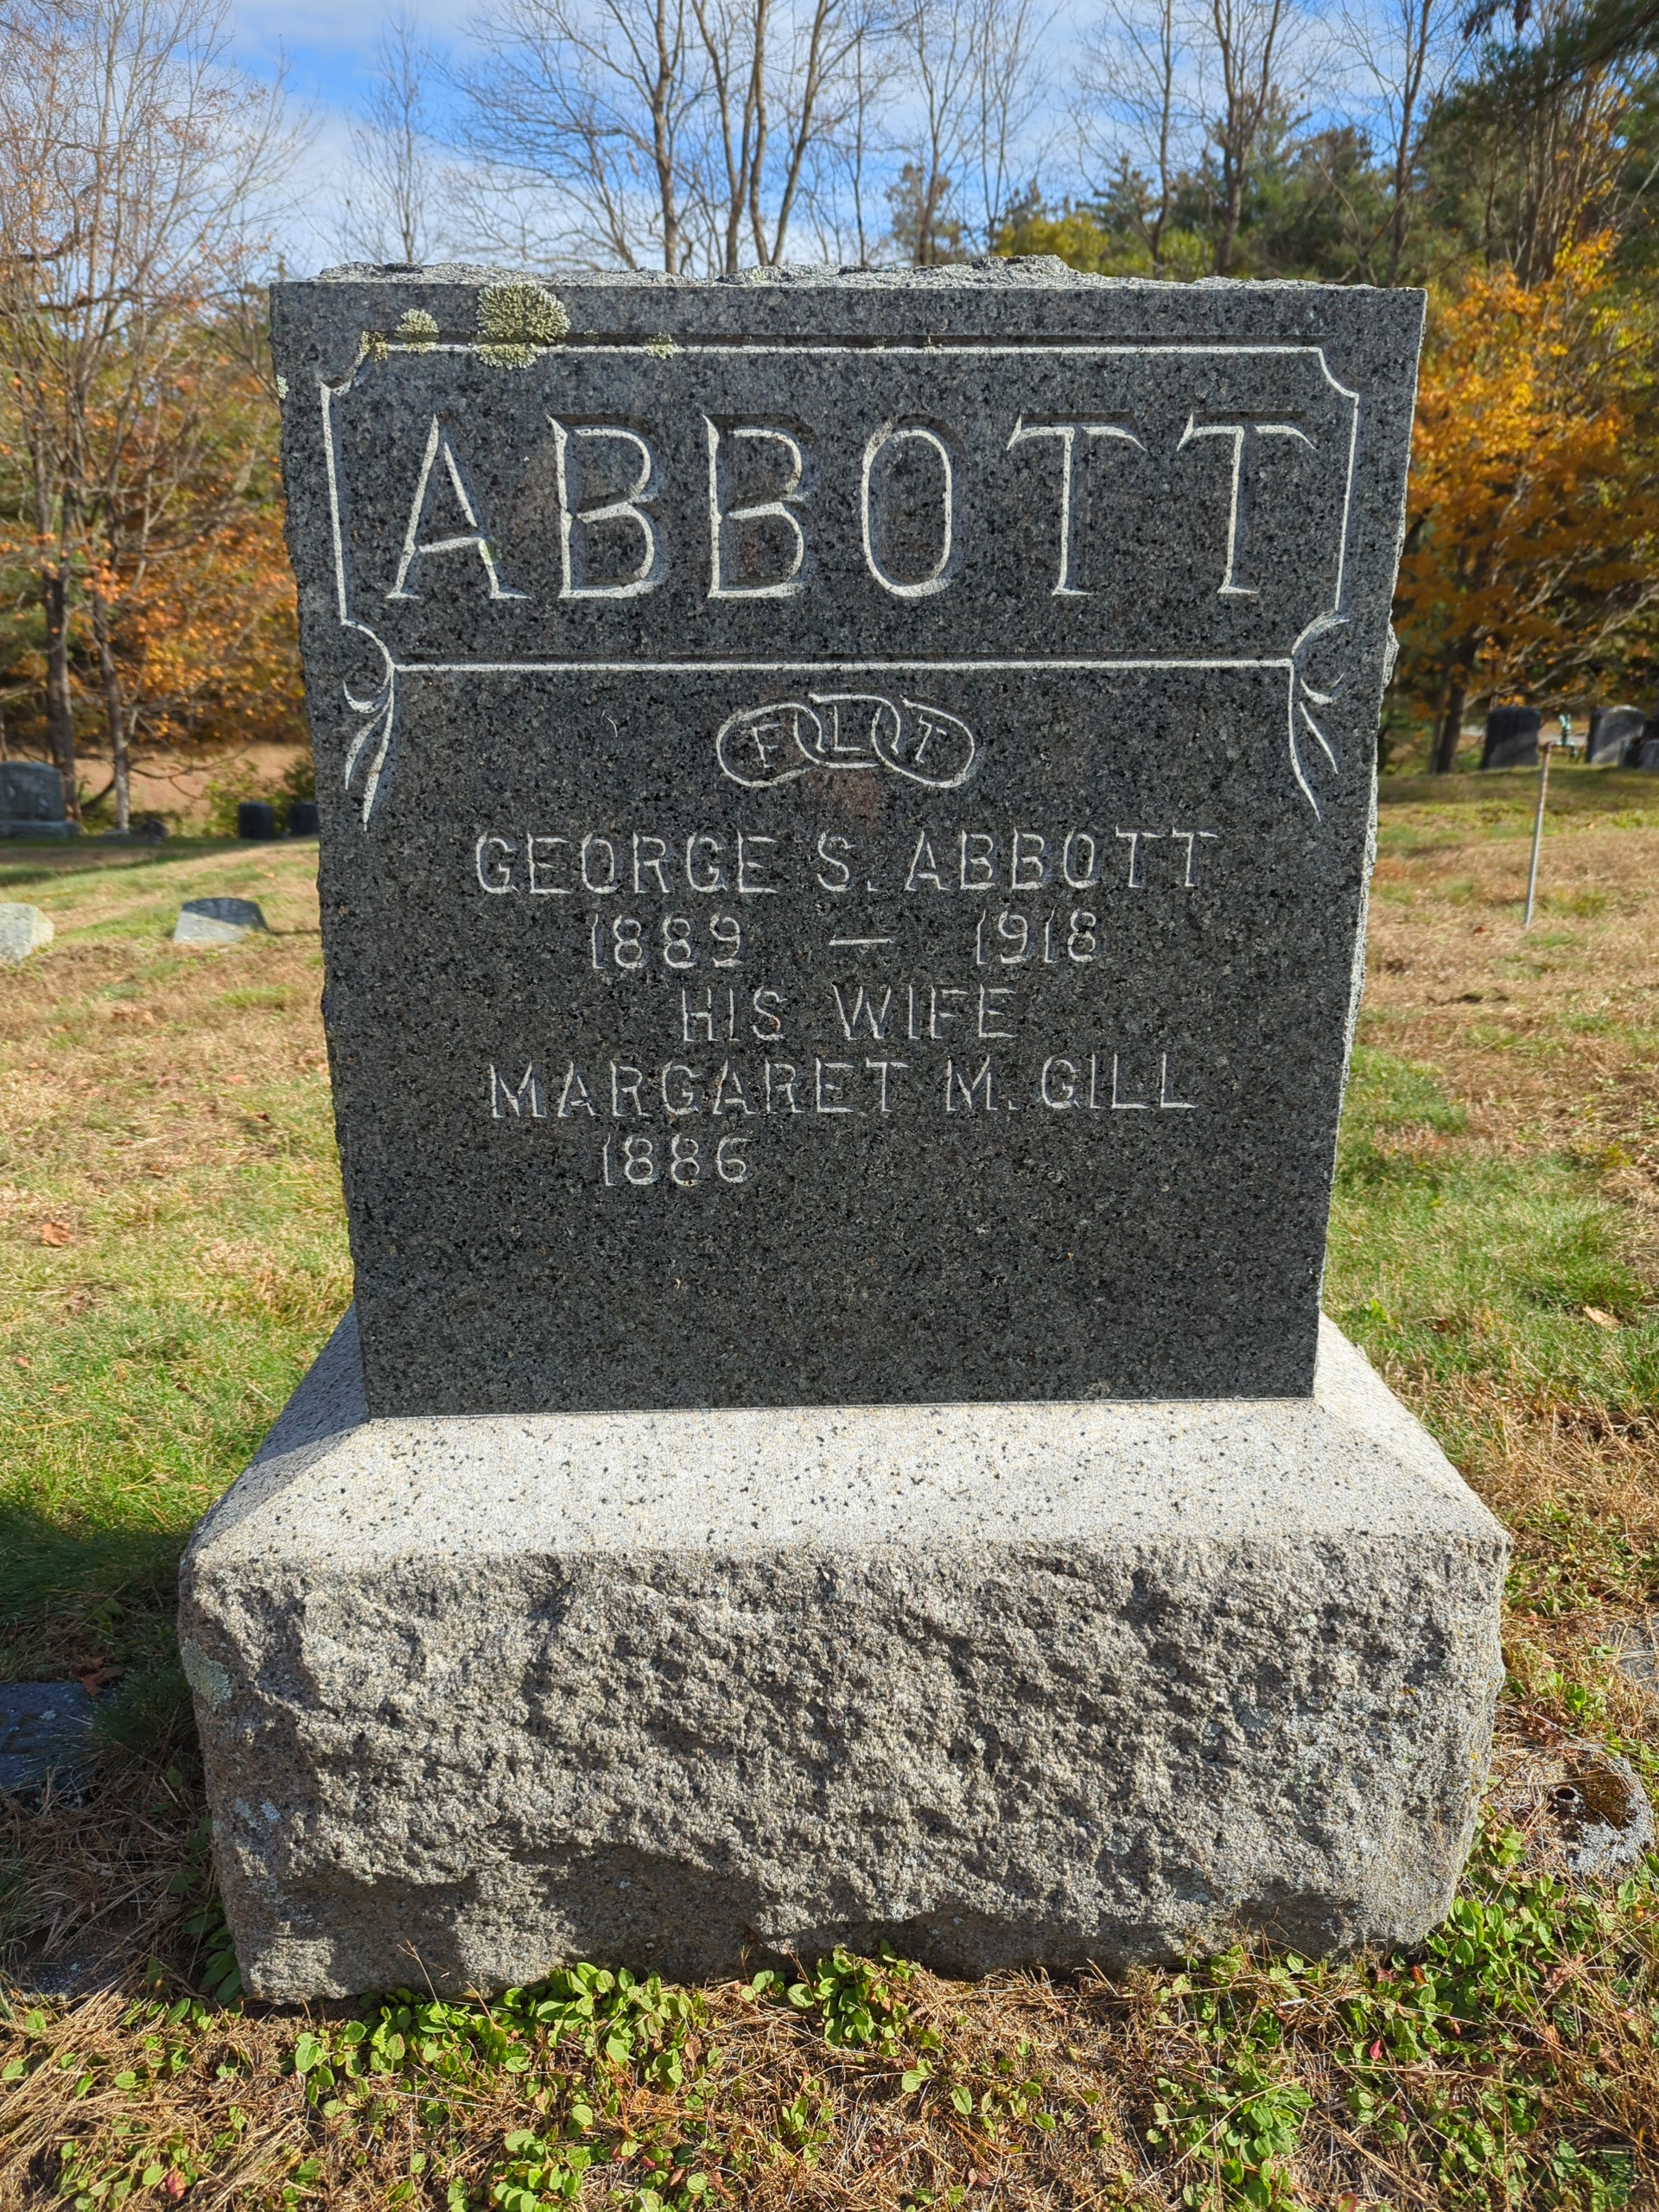 ABBOTT
F L T
GEORGE S. ABBOTT
1889 — 1918
HIS WIFE
MARGARET M. GILL
1886